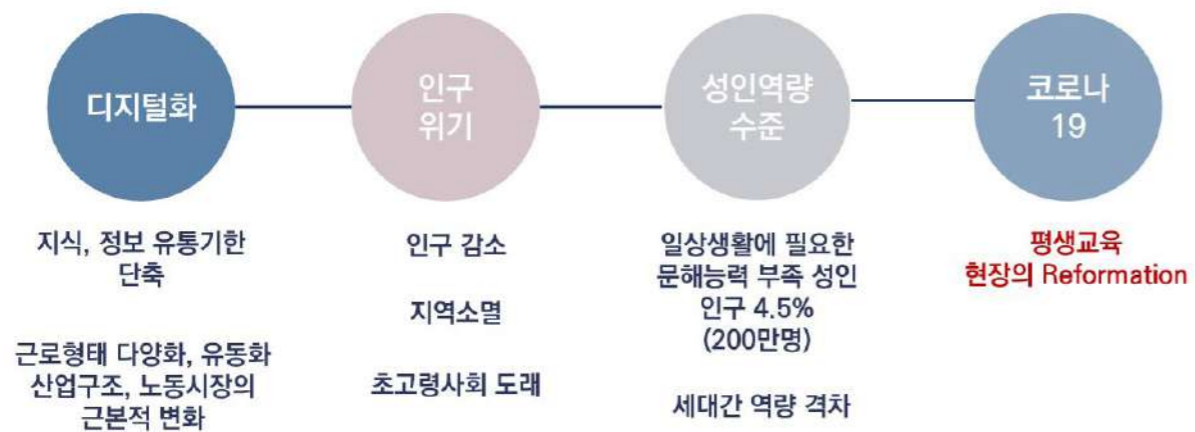 디지털화
인구
위기
성인역량
수준
코로나
19
지식, 정보 유통기한
단축
근로형태 다양화, 유동화
산업구조, 노동시장의
근본적 변화
인구 감소
지역소멸
초고령사회 도래
일상생활에 필요한
문해능력 부족 성인
인구 4.5%
(200만명)
세대간 역량 격차
평생교육
현장의 Reformation